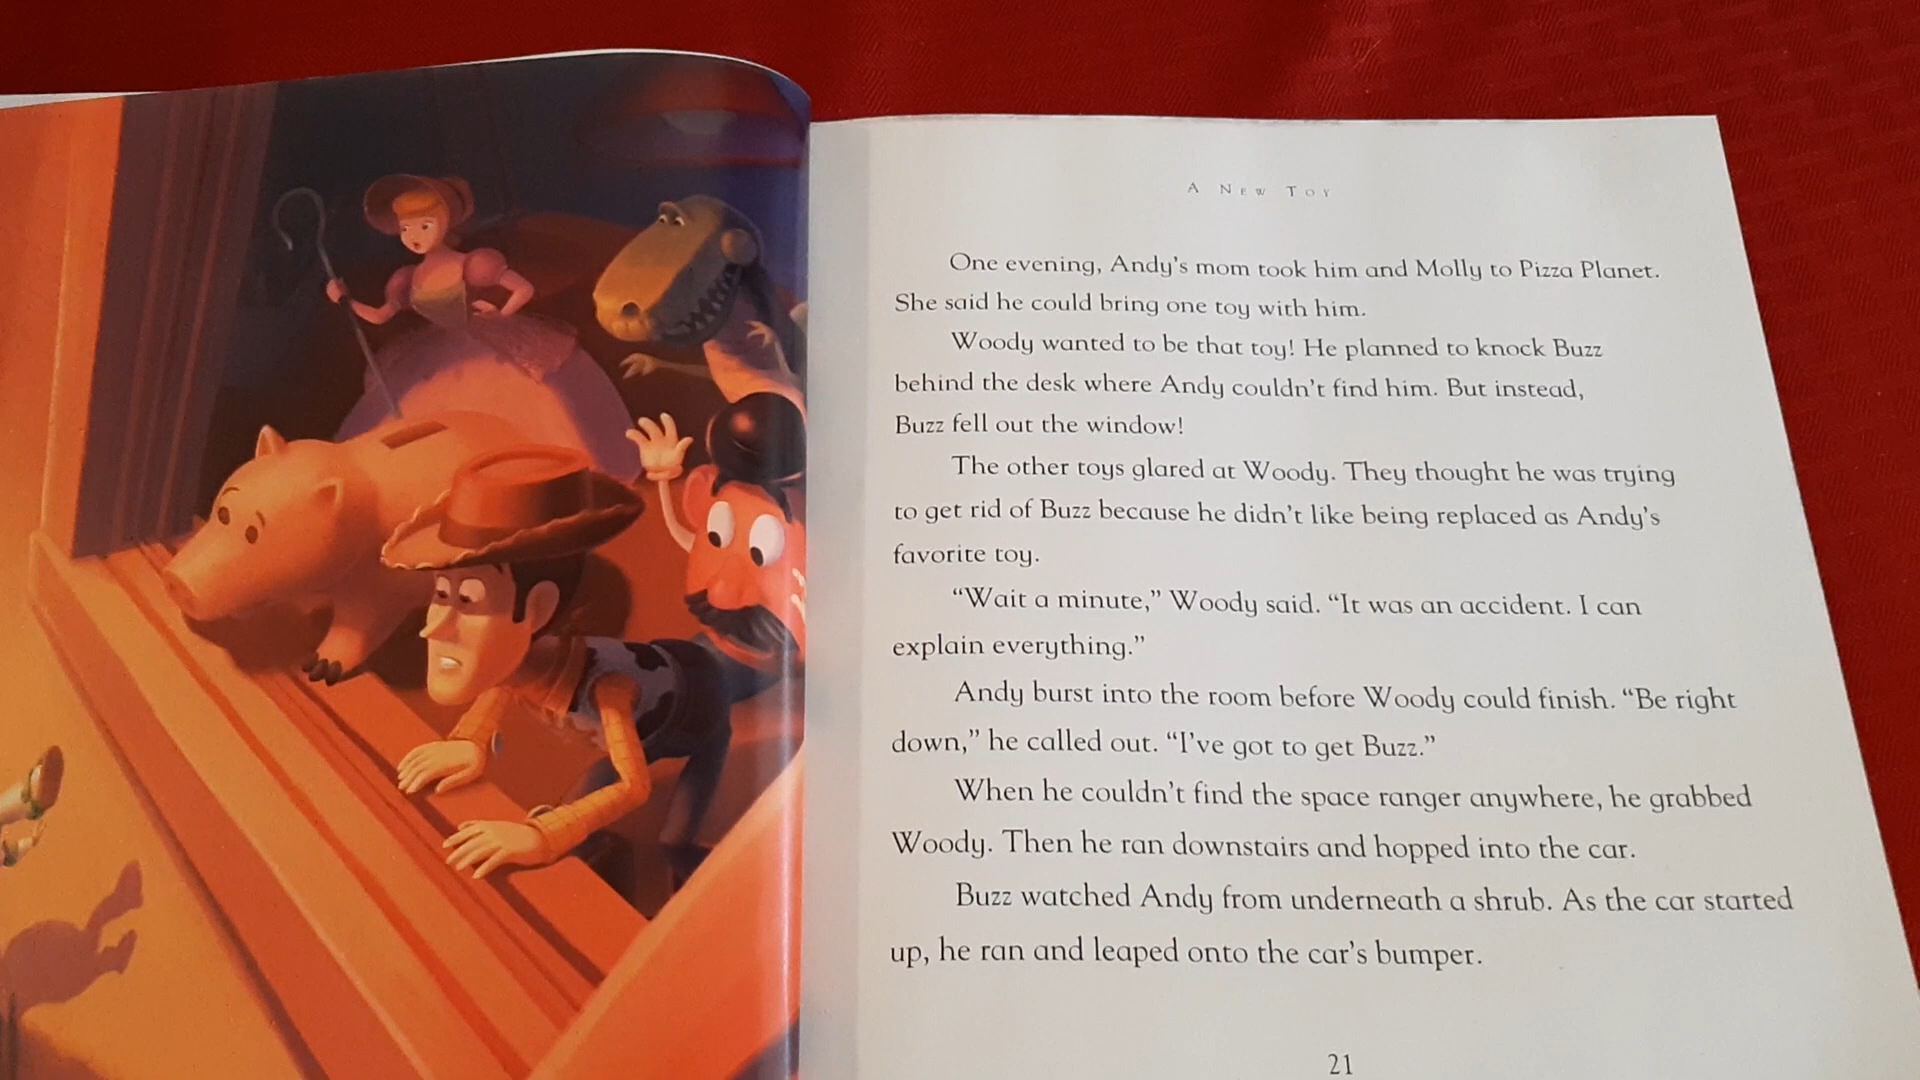 A New Toy
One evening, Andy's mom took him and Molly to Pizza Planet.
She said he could bring one toy with him.
Woody wanted to be that toy! He planned to knock Buzz
behind the desk where Andy couldn't find him. But instead,
Buzz fell out the window!
The other toys glared at Woody. They thought he was trying
to get rid of Buzz because he didn't like being replaced as Andy's
favorite toy.
“Wait a minute,” Woody said. “It was an accident. I can
explain everything.”
Andy burst into the room before Woody could finish. “Be right
down,” he called out. “I've got to get Buzz.”
When he couldn't find the space ranger anywhere, he grabbed
Woody. Then he ran downstairs and hopped into the car.
Buzz watched Andy from underneath a shrub. As the car started
up, he ran and leaped onto the car's bumper.
21